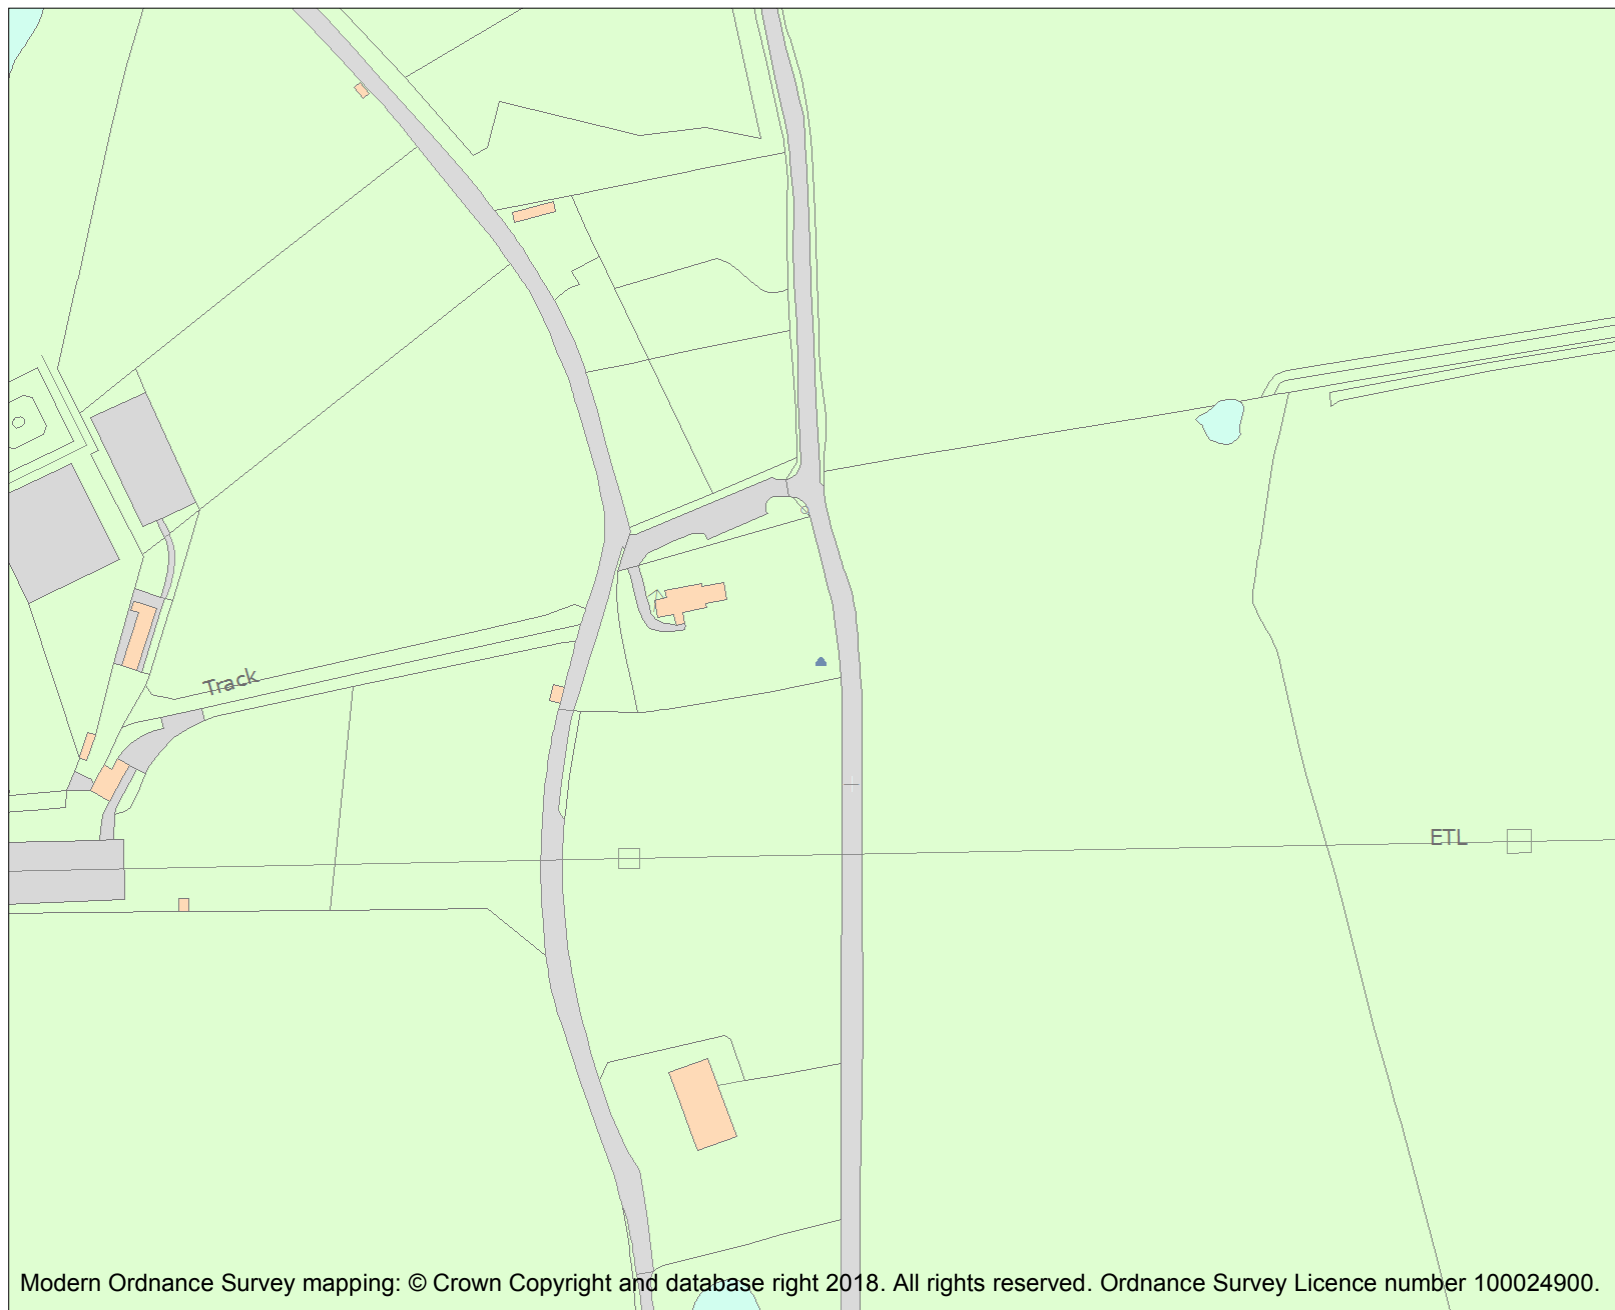 Track
ETL
Modern Ordnance Survey mapping: © Crown Copyright and database right 2018. All rights reserved. Ordnance Survey Licence number 100024900.